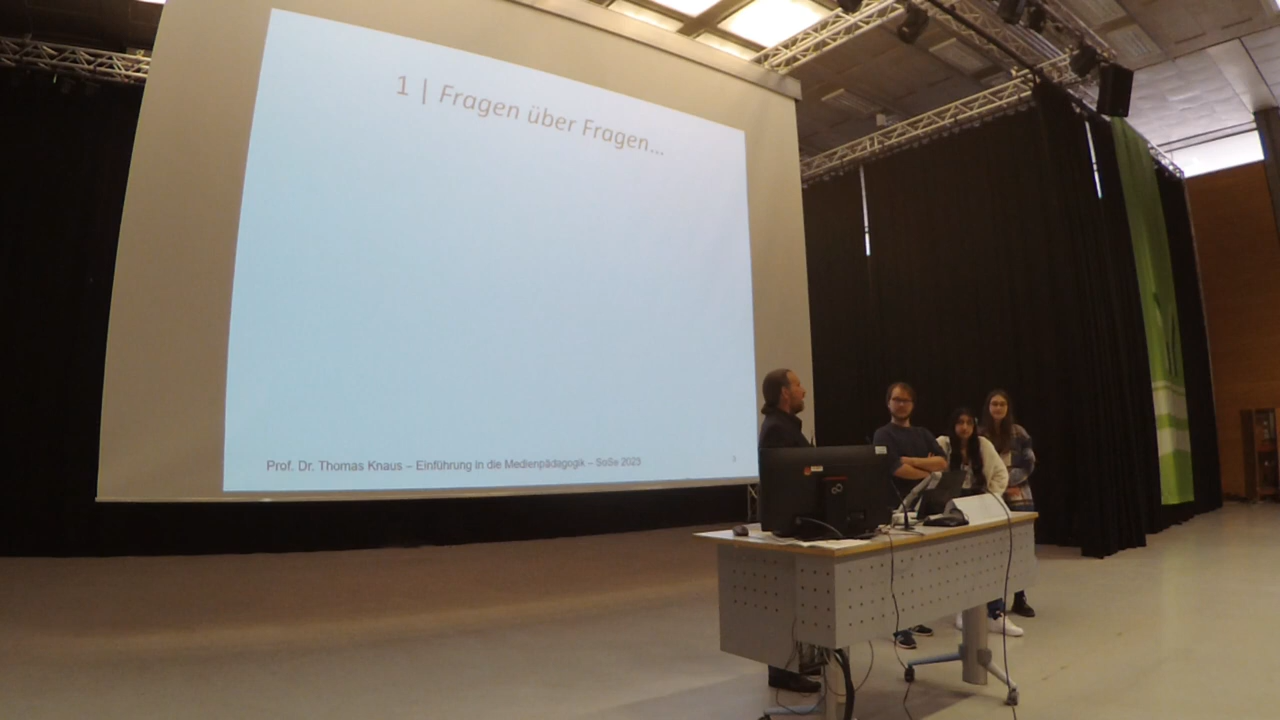 1 | Fragen über Fragen...
Prof. Dr. Thomas Knaus – Einführung in die Medienpädagogik – SoSe 2023